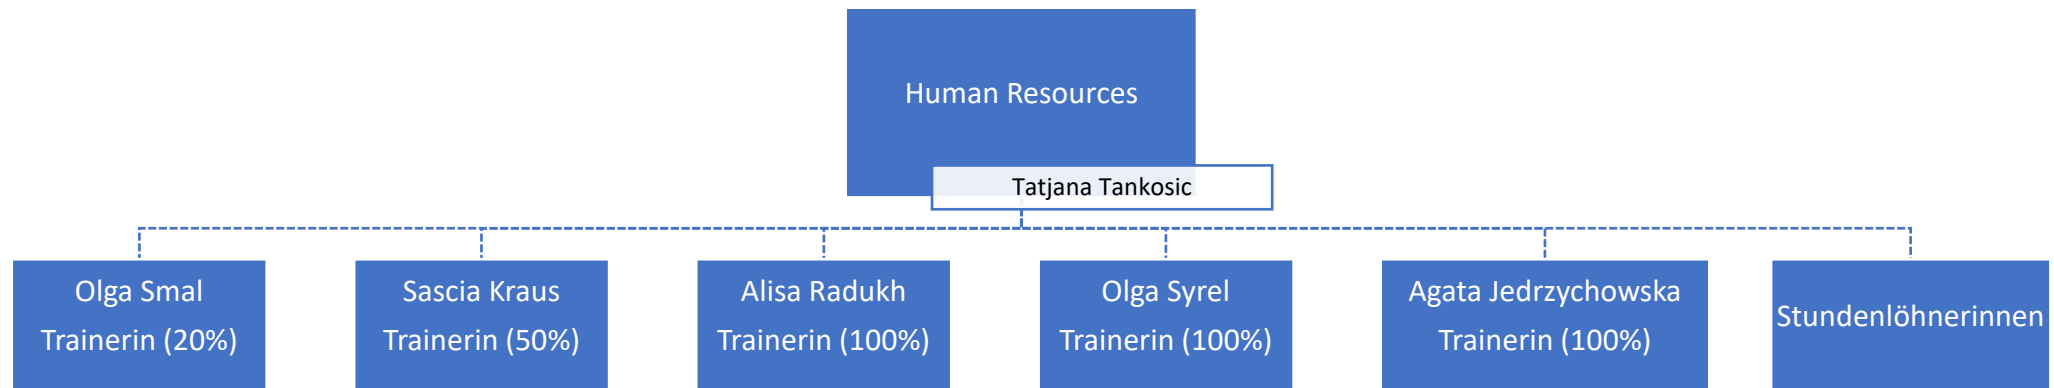 Human Resources
Tatjana Tankosic
Olga Smal
Trainerin (20%)
Sascia Kraus
Trainerin (50%)
Alisa Radukh
Trainerin (100%)
Olga Syrel
Trainerin (100%)
Agata Jedrzychowska
Trainerin (100%)
Stundenlöhnerinnen